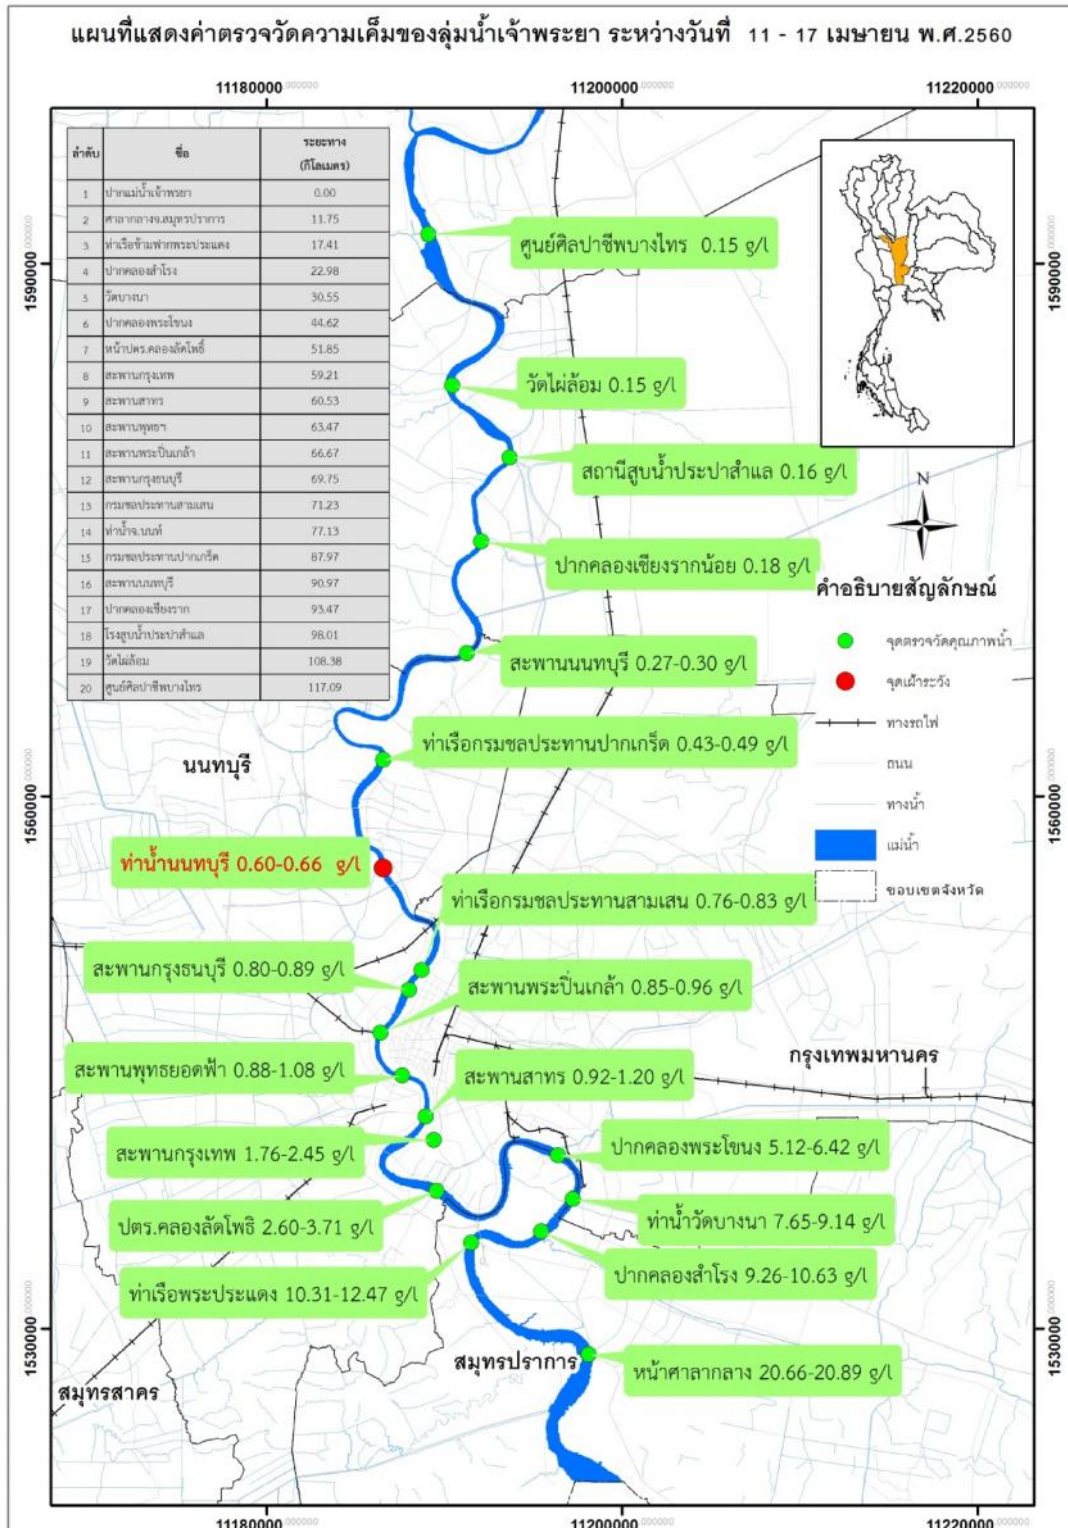 แผนที่แสดงค่าตรวจวัดความเค็มของลุ่มน้ำเจ้าพระยา ระหว่างวันที่ 11 - 17 เมษายน พ.ศ.2560
11180000.000000 11200000.000000 11220000.000000
ลำดับ ชื่อ ระยะทาง
(กิโลเมตร)
1 ปากแม่น้ำเจ้าพรยา 0.00
2 ศาลากลางจ.สมุทรปราการ 11.75
3 ท่าเรือข้ามฟากพระประแดง 17.41
4 ปากคลองสำโรง 22.98
5 วัดบางนา 30.55
6 ปากคลองพระโขนง 44.62
7 หน้าปตร.คลองลัดโพธิ์ 51.85
8 สะพานกรุงเทพ 59.21
9 สะพานสาทร 60.53
10 สะพานพุทธฯ 63.47
11 สะพานพระปิ่นเกล้า 66.67
12 สะพานกรุงธนบุรี 69.75
13 กรมชลประทานสามเสน 71.23
14 ท่าน้ำจ.นนท์ 77.13
15 กรมชลประทานปากเกร็ด 87.97
16 สะพานนนทบุรี 90.97
17 ปากคลองเชียงราก 93.47
18 โรงสูบน้ำประปาสำแล 98.01
19 วัดไผ่ล้อม 108.38
20 ศูนย์ศิลปาชีพบางไทร 117.09
1590000.000000
1590000.000000
ศูนย์ศิลปาชีพบางไทร 0.15 g/l
วัดไผ่ล้อม 0.15 g/l
สถานีสูบน้ำประปาสำแล 0.16 g/l
N
ปากคลองเชียงรากน้อย 0.18 g/l
คำอธิบายสัญลักษณ์
จุดตรวจวัดคุณภาพน้ำ
จุดเฝ้าระวัง
ทางรถไฟ
ถนน
ทางน้ำ
แม่น้ำ
ขอบเขตจังหวัด
สะพานนนทบุรี 0.27-0.30 g/l
ท่าเรือกรมชลประทานปากเกร็ด 0.43-0.49 g/l
นนทบุรี
1560000.000000
1560000.000000
ท่าน้ำนนทบุรี 0.60-0.66 g/l
ท่าเรือกรมชลประทานสามเสน 0.76-0.83 g/l
สะพานกรุงธนบุรี 0.80-0.89 g/l
สะพานพระปิ่นเกล้า 0.85-0.96 g/l
กรุงเทพมหานคร
สะพานพุทธยอดฟ้า 0.88-1.08 g/l
สะพานสาทร 0.92-1.20 g/l
สะพานกรุงเทพ 1.76-2.45 g/l
ปากคลองพระโขนง 5.12-6.42 g/l
ปตร.คลองลัดโพธิ 2.60-3.71 g/l
ท่าน้ำวัดบางนา 7.65-9.14 g/l
ปากคลองสำโรง 9.26-10.63 g/l
ท่าเรือพระประแดง 10.31-12.47 g/l
1530000.000000
1530000.000000
สมุทรปราการ
หน้าศาลากลาง 20.66-20.89 g/l
สมุทรสาคร
11180000.000000 11200000.000000 11220000.000000